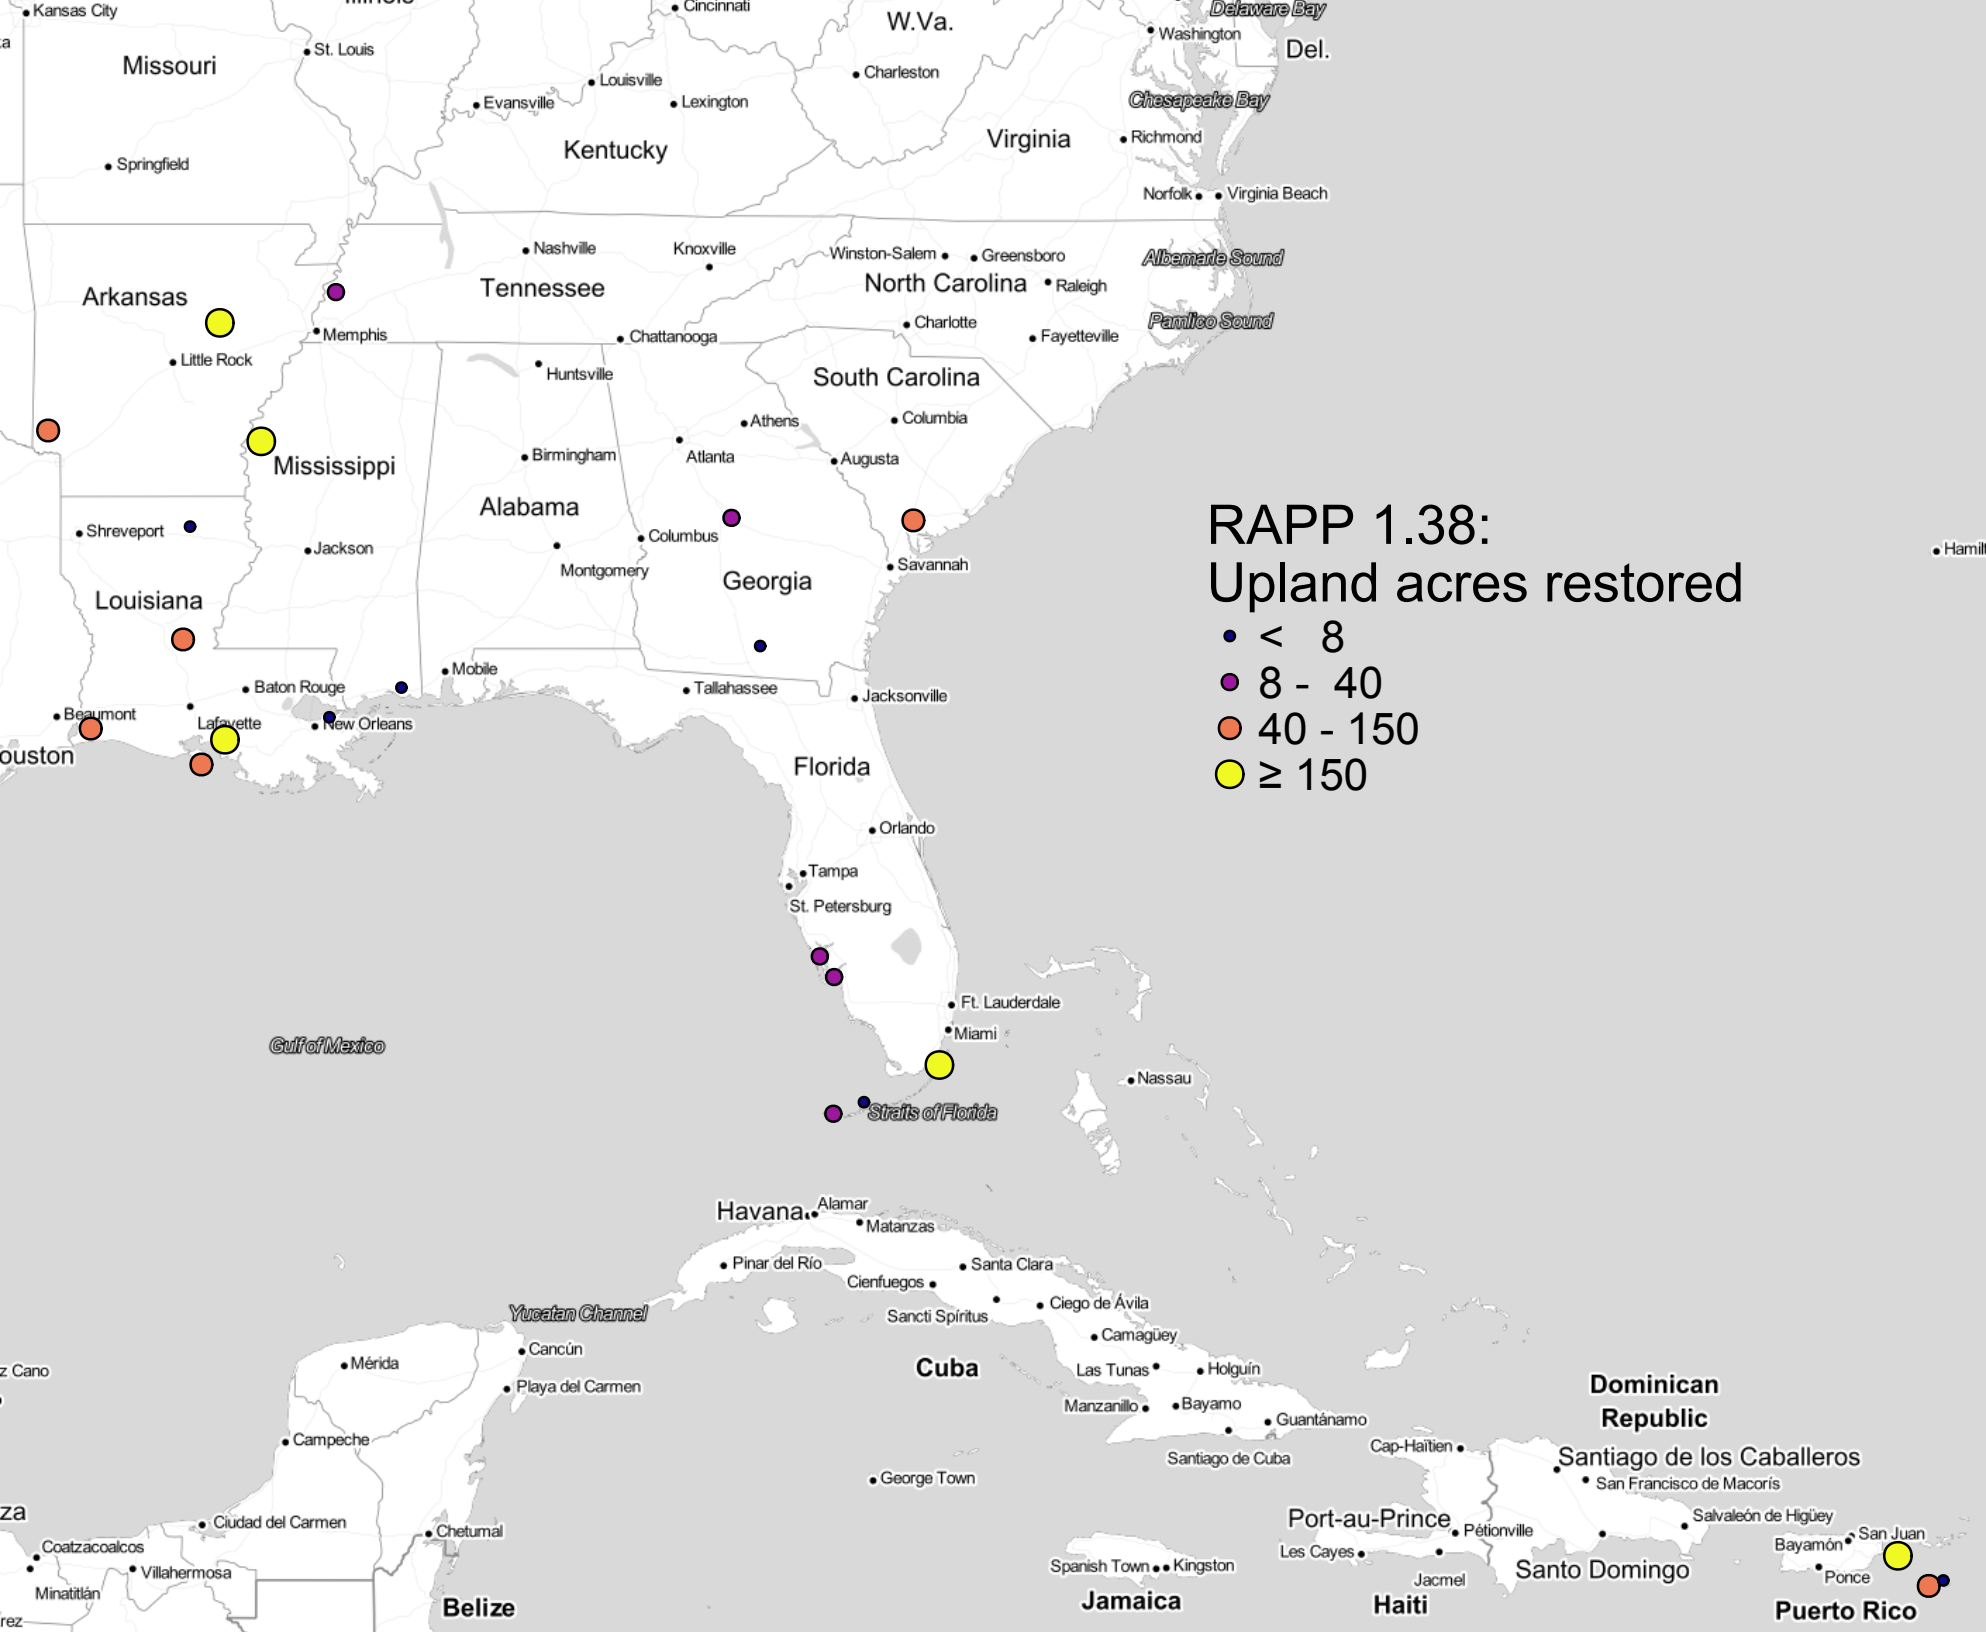 Kansas City
Cincinnati
W.Va.
Delaware Bay
Washington
Del.
Missouri
St. Louis
Louisville
Charleston
Evansville
Lexington
Chesapeake Bay
Kentucky
Virginia
Richmond
Springfield
Norfolk
Virginia Beach
Nashville
Knoxville
Winston-Salem
Greensboro
Albemarle Sound
Arkansas
Tennessee
North Carolina
Raleigh
Memphis
Chattanooga
Charlotte
Fayetteville
Pamlico Sound
Little Rock
Huntsville
South Carolina
Athens
Columbia
Birmingham
Atlanta
Augusta
Mississippi
Alabama
Shreveport
Jackson
Columbus
Montgomery
Savannah
Georgia
Louisiana
RAPP 1.38:
Upland acres restored
< 8
8 - 40
40 - 150
≥ 150
Hamilt
Mobile
Baton Rouge
Tallahassee
Jacksonville
Beaumont
Lafayette
New Orleans
ouston
Florida
Orlando
Tampa
St. Petersburg
Ft. Lauderdale
Miami
Gulf of Mexico
Nassau
Straits of Florida
Havana
Alamar
Matanzas
Pinar del Río
Santa Clara
Cienfuegos
Sancti Spíritus
Ciego de Ávila
Yucatan Channel
Camagüey
Cancún
Mérida
Cuba
Las Tunas
Holguín
z Cano
Playa del Carmen
Manzanillo
Bayamo
Guantánamo
Dominican
Republic
Campeche
Santiago de Cuba
Cap-Haïtien
Santiago de los Caballeros
San Francisco de Macorís
George Town
za
Ciudad del Carmen
Chetumal
Port-au-Prince
Pétionville
Salvaleón de Higüey
San Juan
Bayamón
Coatzacoalcos
Villahermosa
Minatitlán
Les Cayes
Jacmel
Santo Domingo
Ponce
Spanish Town
Kingston
Belize
Jamaica
Haiti
Puerto Rico
rez